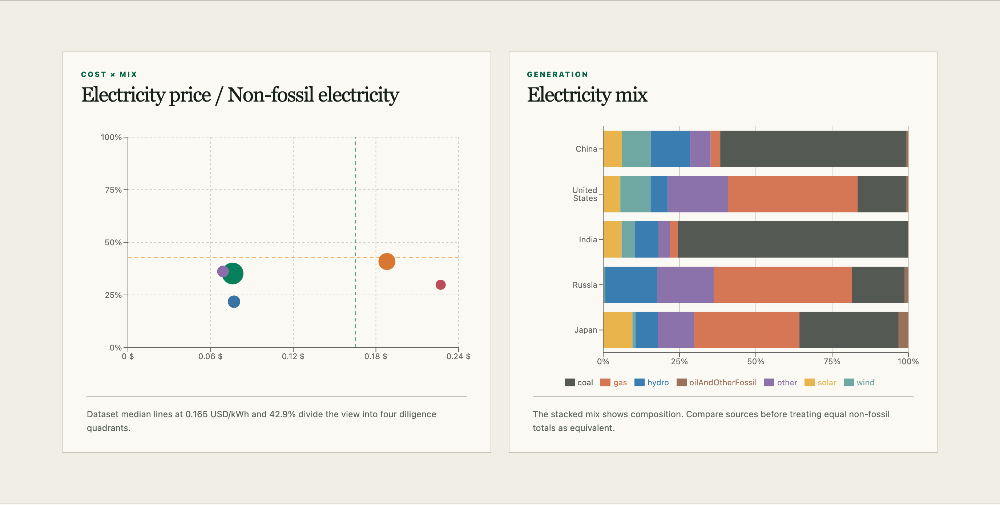 COST × MIX
Electricity price / Non-fossil electricity
100%
75%
50%
25%
0%
0 $
0.06 $
0.12 $
0.18 $
0.24 $
Dataset median lines at 0.165 USD/kWh and 42.9% divide the view into four diligence
quadrants.
GENERATION
Electricity mix
China
United
States
India
Russia
Japan
0%
25%
50%
75%
100%
coal
gas
hydro
oilAndOtherFossil
other
solar
wind
The stacked mix shows composition. Compare sources before treating equal non-fossil
totals as equivalent.